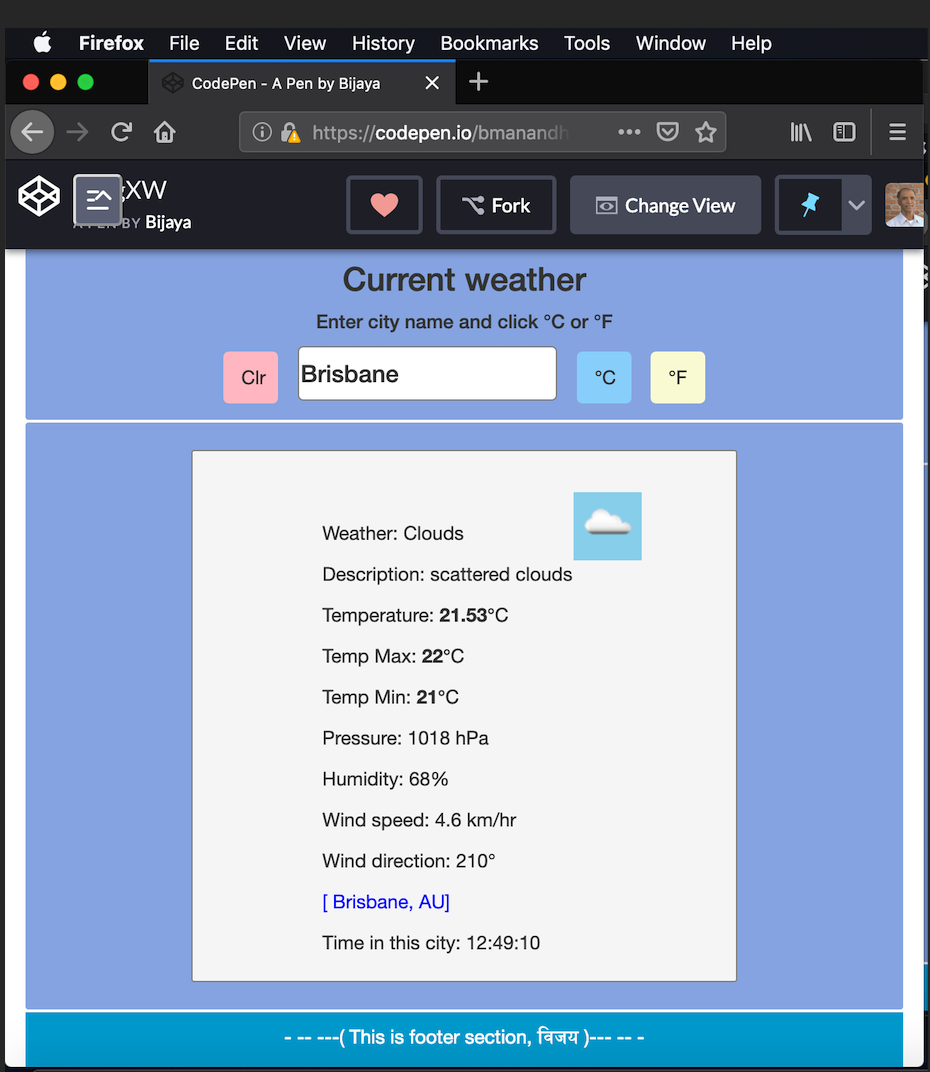 Firefox File Edit View History Bookmarks Tools Window Help
CodePen - A Pen by Bijaya
https://codepen.io/bmanandh
gXW
A PEN BY Bijaya
Fork
Change View
Current weather
Enter city name and click °C or °F
Clr
Brisbane
°C
°F
Weather: Clouds
Description: scattered clouds
Temperature: 21.53°C
Temp Max: 22°C
Temp Min: 21°C
Pressure: 1018 hPa
Humidity: 68%
Wind speed: 4.6 km/hr
Wind direction: 210°
[ Brisbane, AU]
Time in this city: 12:49:10
- -- ---( This is footer section, विजय )--- -- -